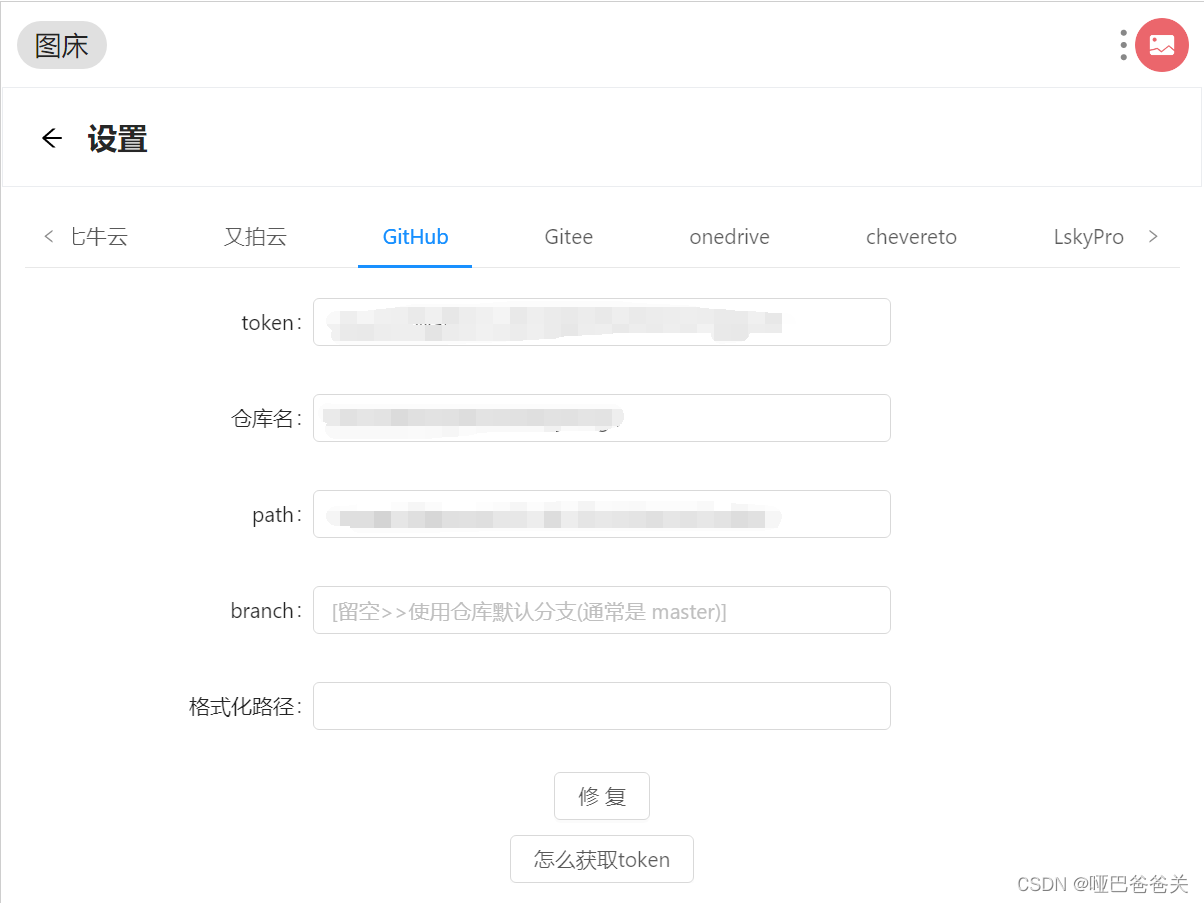 图床
设置
七牛云 又拍云 GitHub Gitee onedrive chevereto LskyPro
token:
仓库名:
path:
branch: [留空>>使用仓库默认分支(通常是 master)]
格式化路径:
修 复
怎么获取token
CSDN @哑巴爸爸关